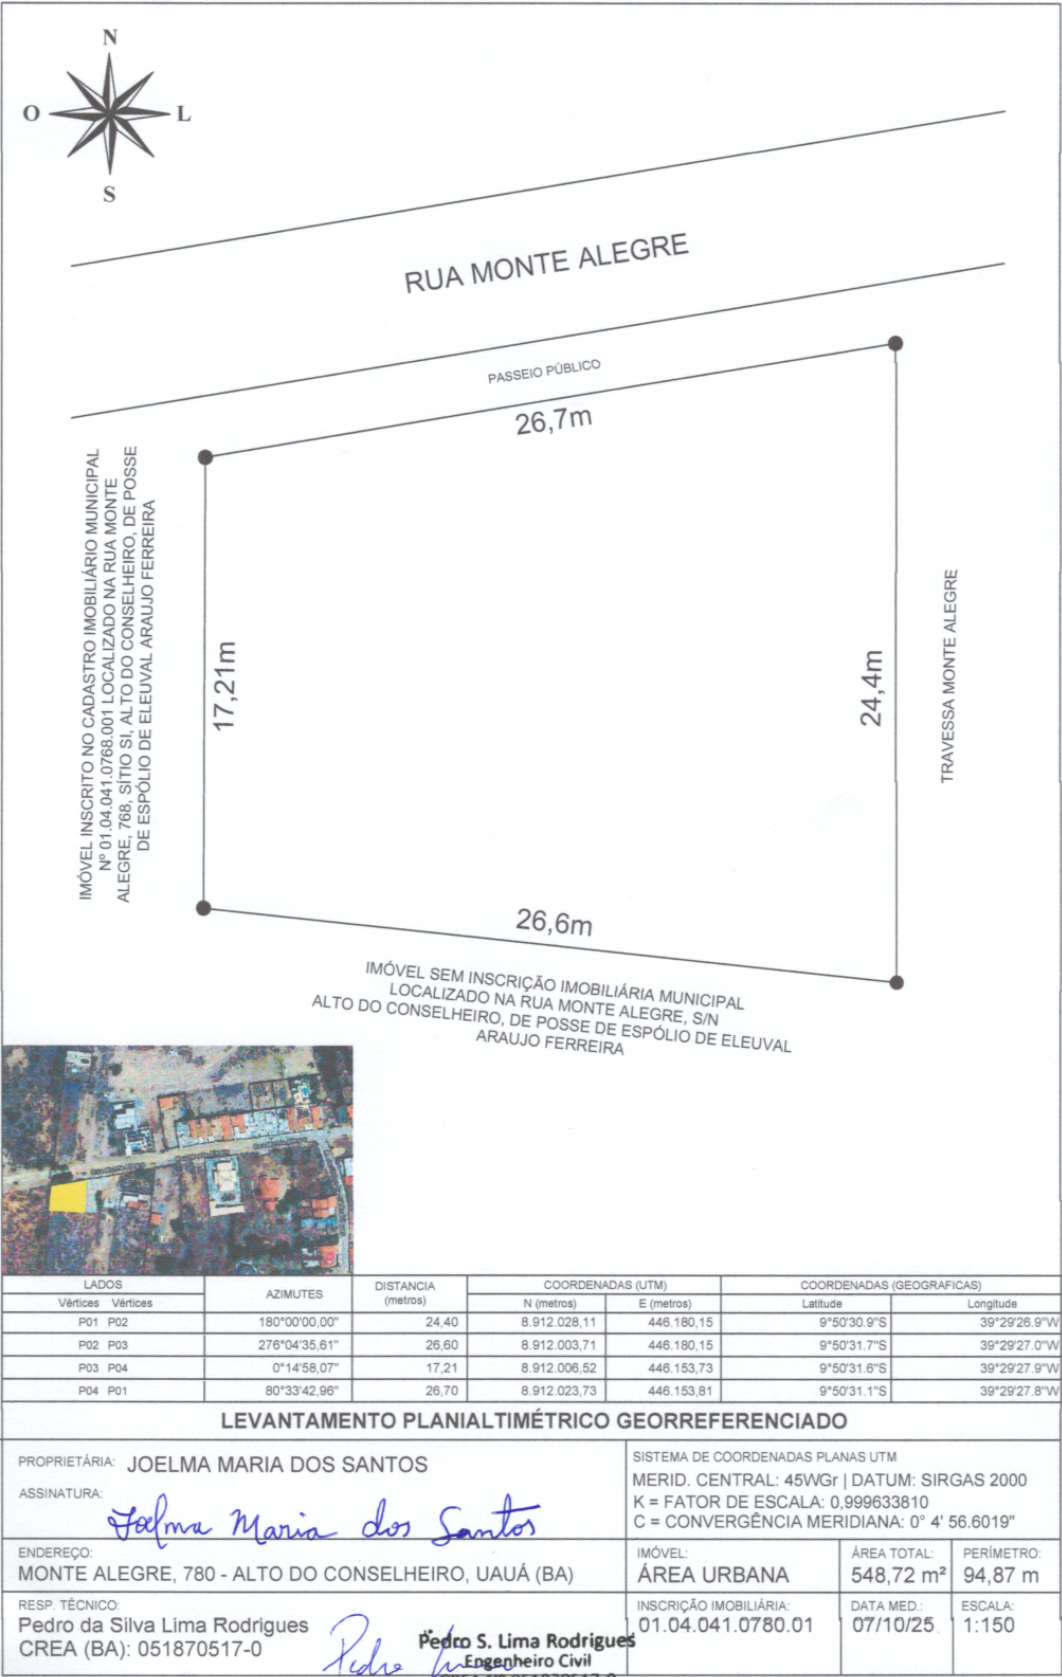 N
O
L
S
RUA MONTE ALEGRE
PASSEIO PÚBLICO
26,7m
IMÓVEL INSCRITO NO CADASTRO IMOBILIÁRIO MUNICIPAL
Nº 01.04.041.0768.001 LOCALIZADO NA RUA MONTE
ALEGRE, 768, SÍTIO SI, ALTO DO CONSELHEIRO, DE POSSE
DE ESPÓLIO DE ELEUVAL ARAUJO FERREIRA
17,21m
24,4m
TRAVESSA MONTE ALEGRE
26,6m
IMÓVEL SEM INSCRIÇÃO IMOBILIÁRIA MUNICIPAL
LOCALIZADO NA RUA MONTE ALEGRE, S/N
ALTO DO CONSELHEIRO, DE POSSE DE ESPÓLIO DE ELEUVAL
ARAUJO FERREIRA
LADOS AZIMUTES DISTANCIA (metros) COORDENADAS (UTM) COORDENADAS (GEOGRAFICAS)
Vértices Vértices N (metros) E (metros) Latitude Longitude
P01 P02 180°00'00,00" 24,40 8.912.028,11 446.180,15 9°50'30.9"S 39°29'26.9"W
P02 P03 276°04'35,61" 26,60 8.912.003,71 446.180,15 9°50'31.7"S 39°29'27.0"W
P03 P04 0°14'58,07" 17,21 8.912.006,52 446.153,73 9°50'31.6"S 39°29'27.9"W
P04 P01 80°33'42,96" 26,70 8.912.023,73 446.153,81 9°50'31.1"S 39°29'27.8"W
LEVANTAMENTO PLANIALTIMÉTRICO GEORREFERENCIADO
PROPRIETÁRIA: JOELMA MARIA DOS SANTOS
ASSINATURA:
Joelma Maria dos Santos
SISTEMA DE COORDENADAS PLANAS UTM
MERID. CENTRAL: 45WGr | DATUM: SIRGAS 2000
K = FATOR DE ESCALA: 0,999633810
C = CONVERGÊNCIA MERIDIANA: 0° 4' 56.6019"
ENDEREÇO:
MONTE ALEGRE, 780 - ALTO DO CONSELHEIRO, UAUÁ (BA)
IMÓVEL:
ÁREA URBANA
ÁREA TOTAL:
548,72 m²
PERÍMETRO:
94,87 m
RESP. TÉCNICO:
Pedro da Silva Lima Rodrigues
CREA (BA): 051870517-0
Pedro
Pedro S. Lima Rodrigues
Engenheiro Civil
INSCRIÇÃO IMOBILIÁRIA:
01.04.041.0780.01
DATA MED.:
07/10/25
ESCALA:
1:150